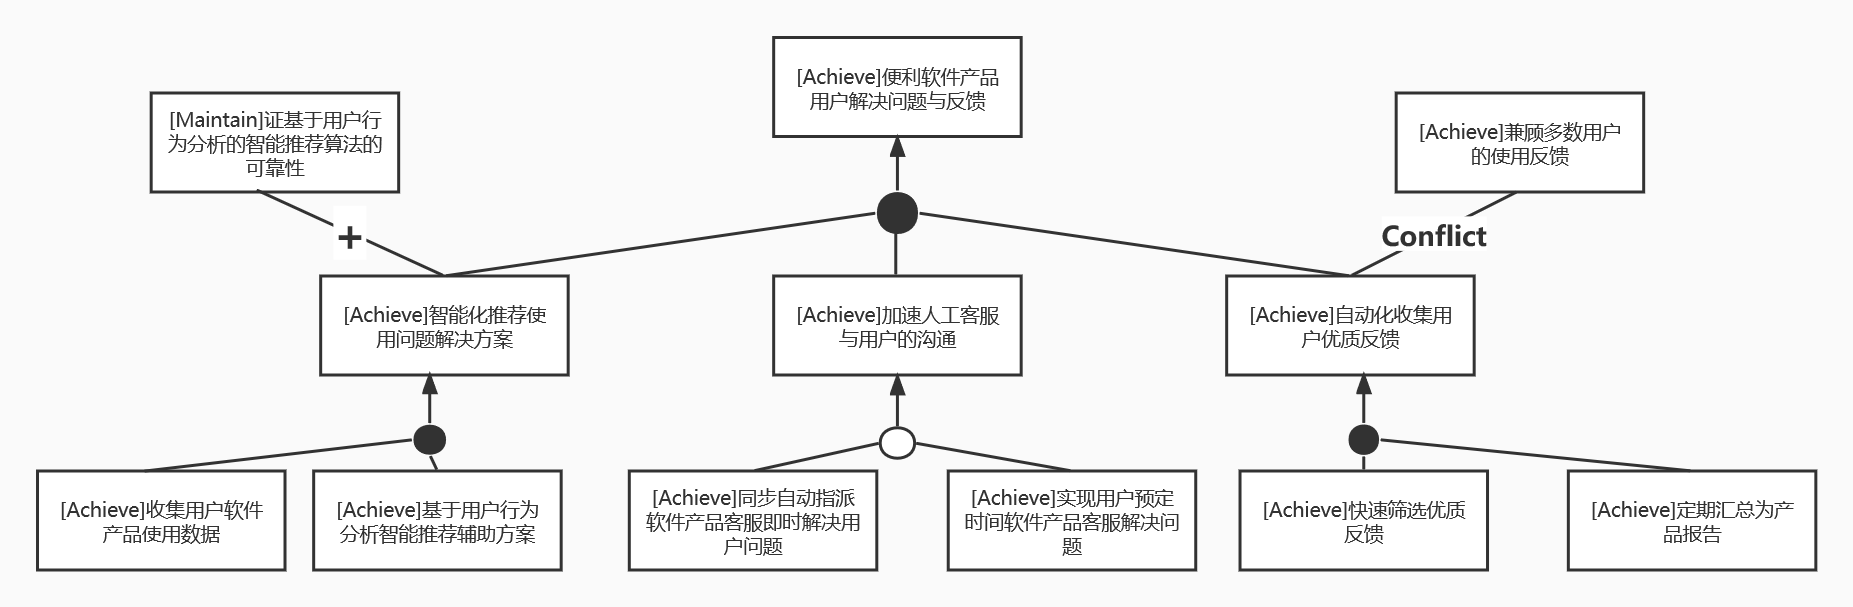 [Achieve]便利软件产品
用户解决问题与反馈
[Maintain]证基于用户行
为分析的智能推荐算法的
可靠性
[Achieve]兼顾多数用户
的使用反馈
+
Conflict
[Achieve]智能化推荐使
用问题解决方案
[Achieve]加速人工客服
与用户的沟通
[Achieve]自动化收集用
户优质反馈
[Achieve]收集用户软件
产品使用数据
[Achieve]基于用户行为
分析智能推荐辅助方案
[Achieve]同步自动指派
软件产品客服即时解决用
户问题
[Achieve]实现用户预定
时间软件产品客服解决问
题
[Achieve]快速筛选优质
反馈
[Achieve]定期汇总为产
品报告